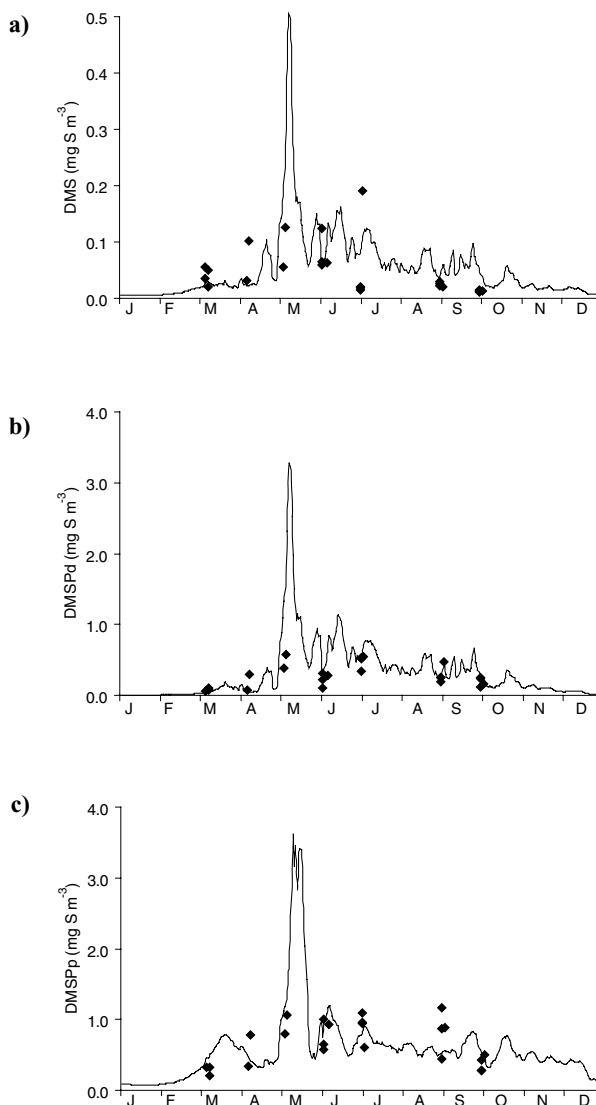 a)
DMS (mg S m-3)
0.5
0.4
0.3
0.2
0.1
0.0
J F M A M J J A S O N D
b)
DMSPd (mg S m-3)
4.0
3.0
2.0
1.0
0.0
J F M A M J J A S O N D
c)
DMSPp (mg S m-3)
4.0
3.0
2.0
1.0
0.0
J F M A M J J A S O N D